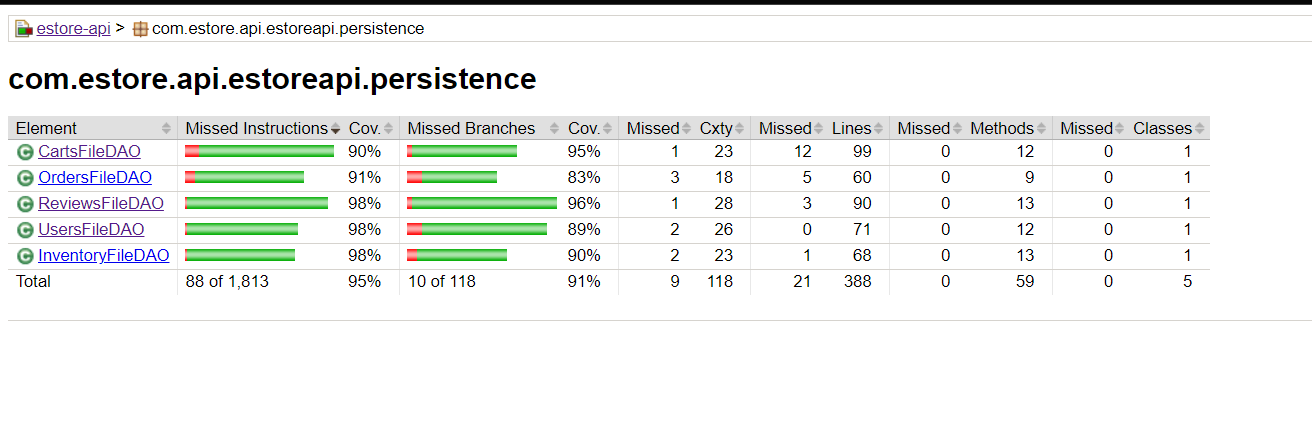 estore-api > com.estore.api.estoreapi.persistence
com.estore.api.estoreapi.persistence
Element Missed Instructions Cov. Missed Branches Cov. Missed Cxty Missed Lines Missed Methods Missed Classes
C CartsFileDAO 90% 95% 1 23 12 99 0 12 0 1
C OrdersFileDAO 91% 83% 3 18 5 60 0 9 0 1
C ReviewsFileDAO 98% 96% 1 28 3 90 0 13 0 1
C UsersFileDAO 98% 89% 2 26 0 71 0 12 0 1
C InventoryFileDAO 98% 90% 2 23 1 68 0 13 0 1
Total 88 of 1,813 95% 10 of 118 91% 9 118 21 388 0 59 0 5